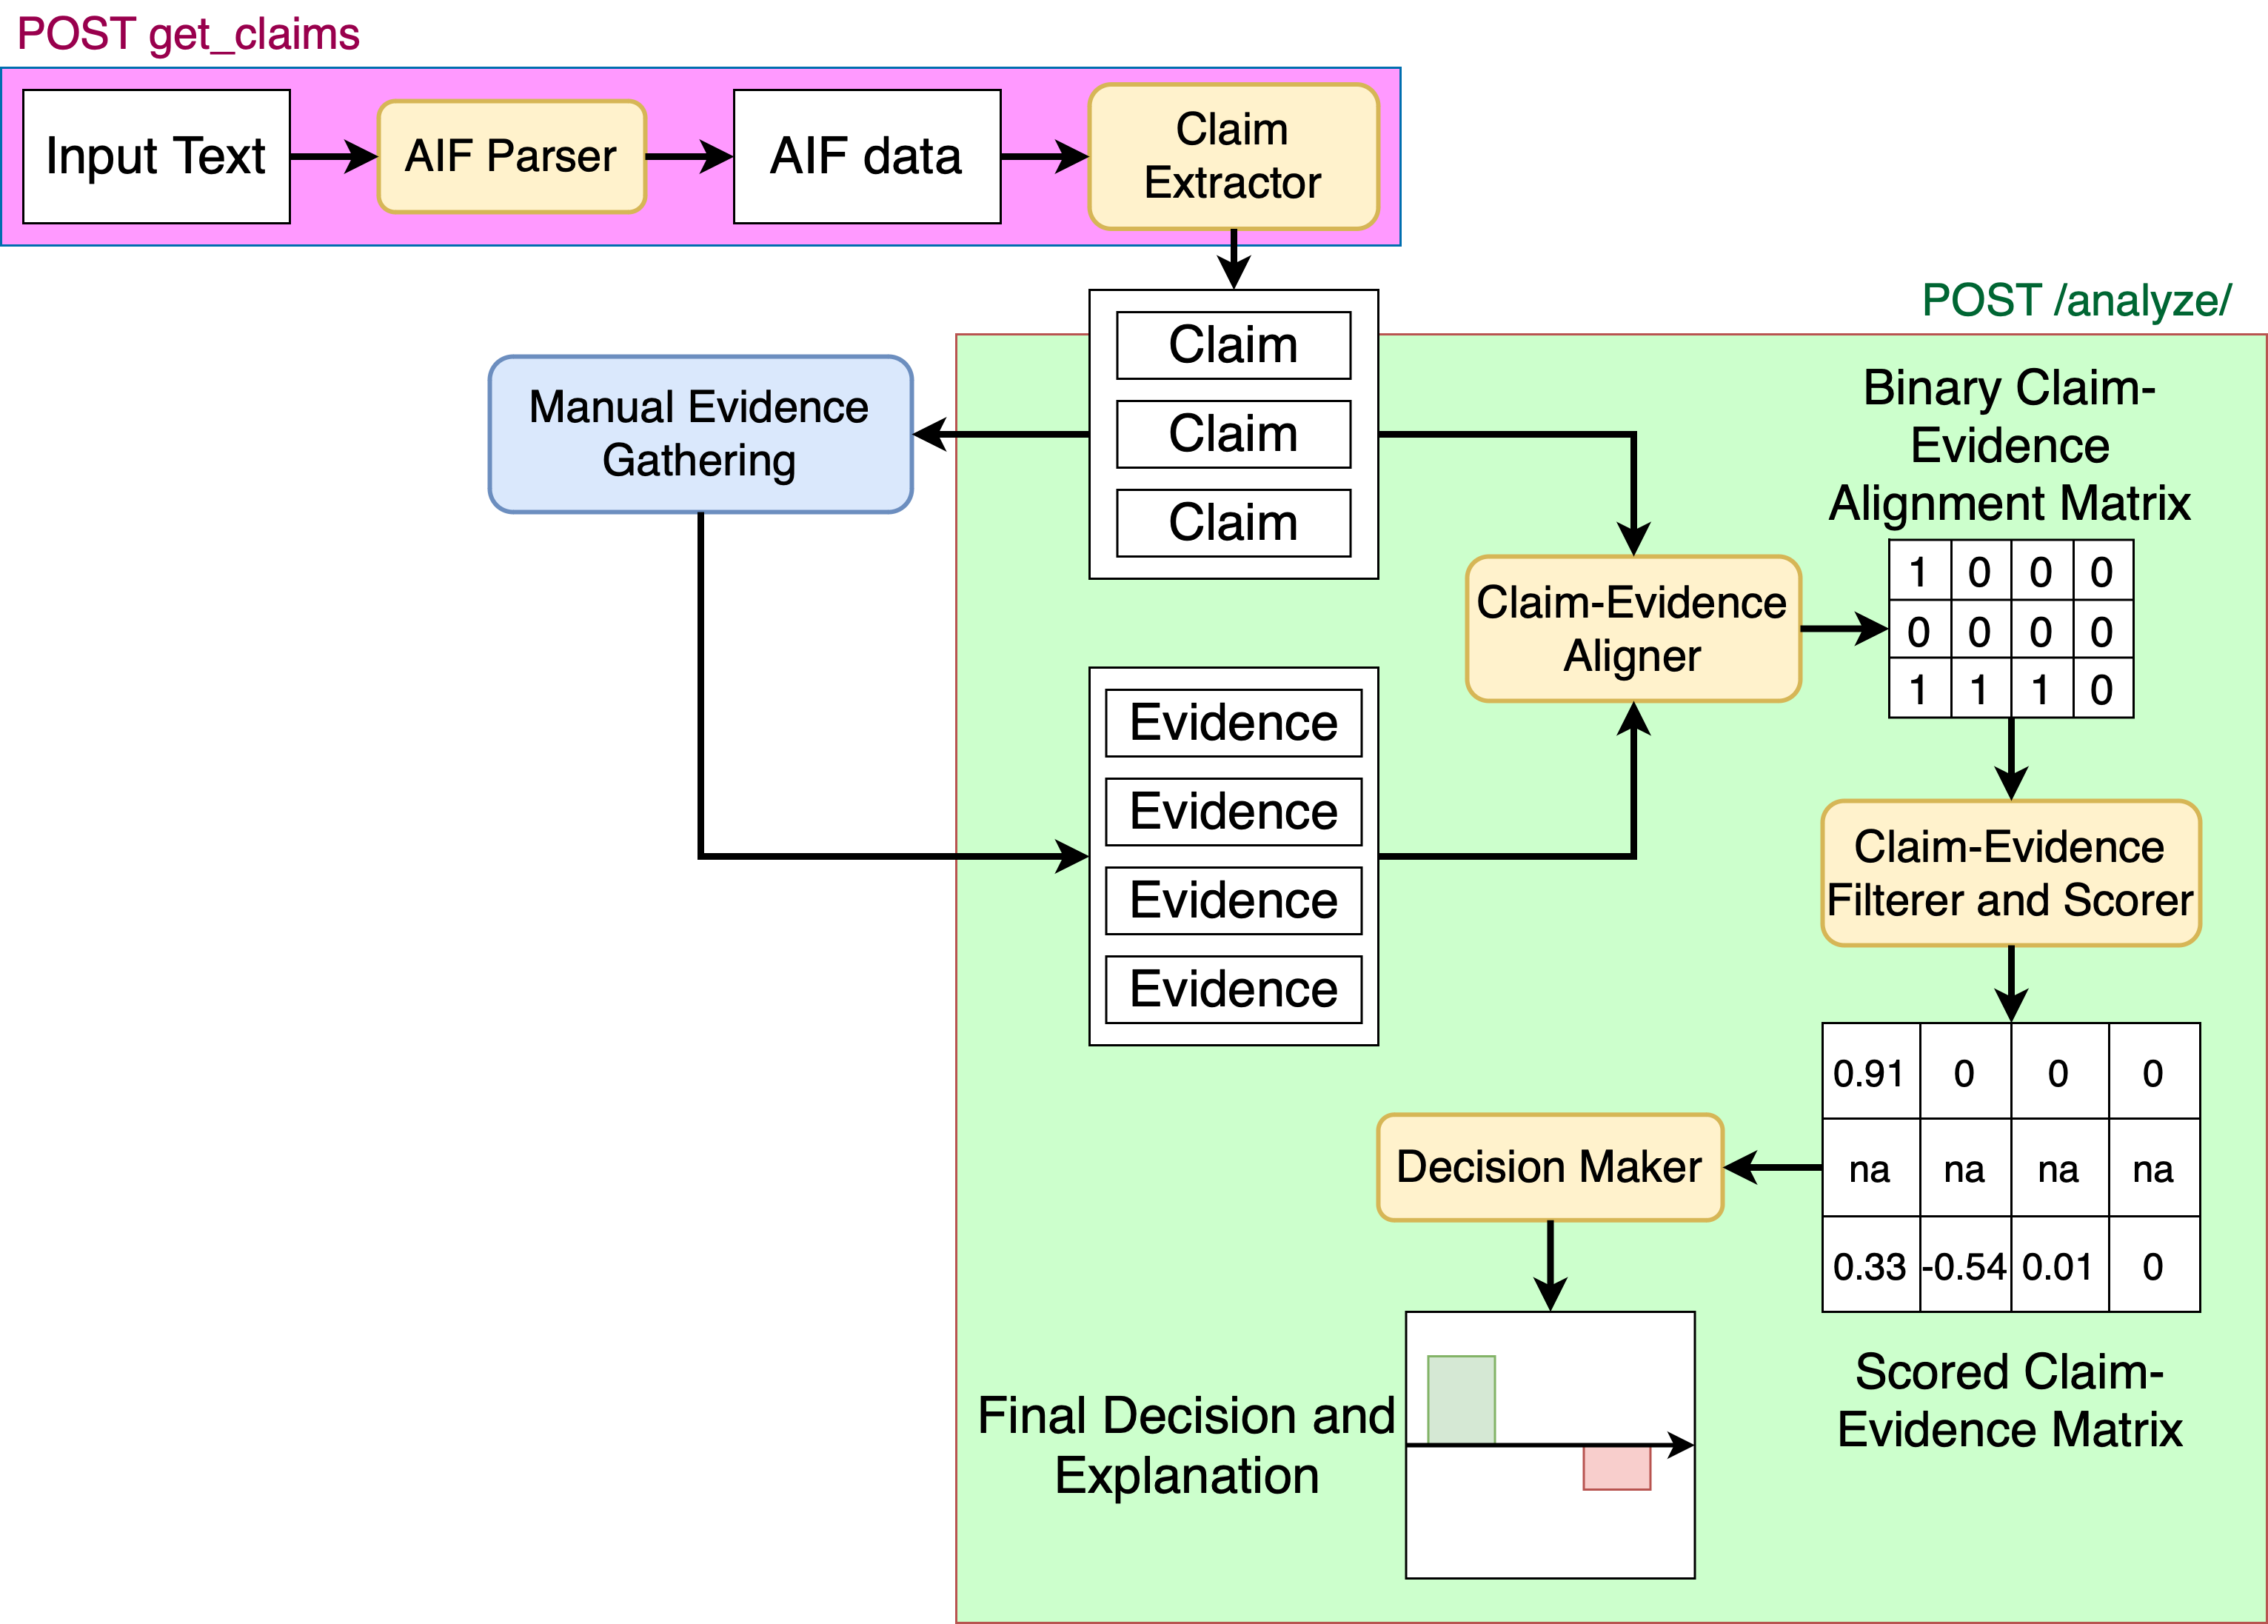 POST get_claims
Input Text
AIF Parser
AIF data
Claim
Extractor
POST /analyze/
Claim
Claim
Claim
Manual Evidence
Gathering
Binary Claim-
Evidence
Alignment Matrix
Claim-Evidence
Aligner
1 0 0 0
0 0 0 0
1 1 1 0
Evidence
Evidence
Evidence
Evidence
Claim-Evidence
Filterer and Scorer
0.91 0 0 0
na na na na
0.33 -0.54 0.01 0
Scored Claim-
Evidence Matrix
Decision Maker
Final Decision and
Explanation